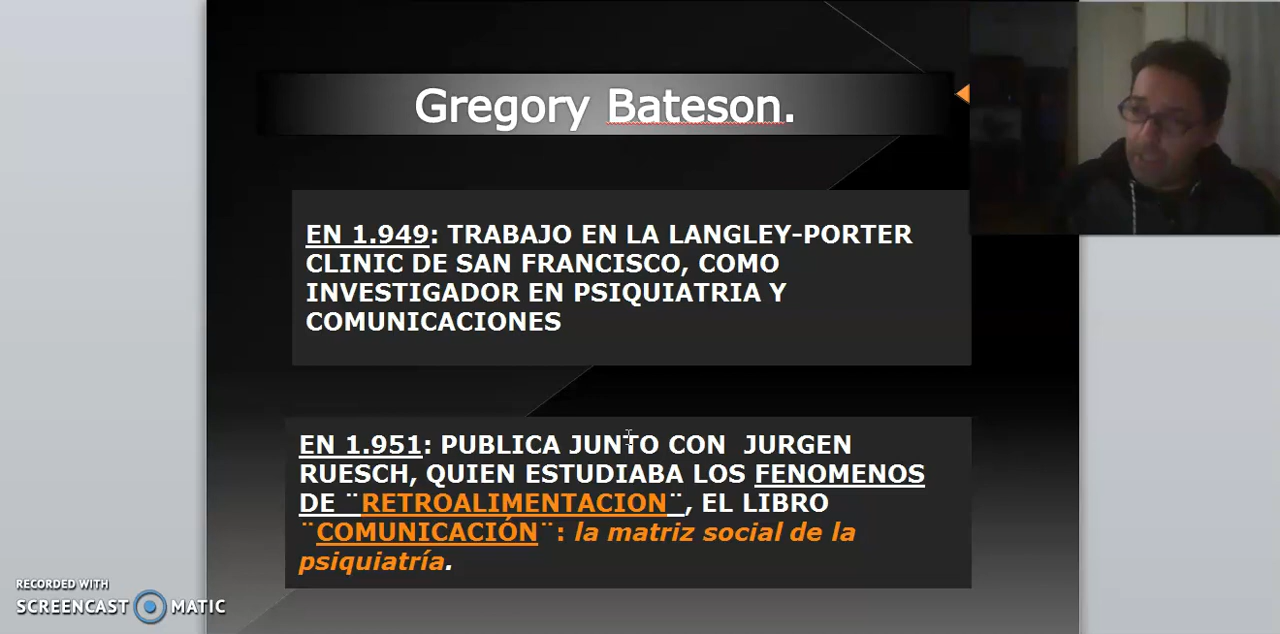 Gregory Bateson.
EN 1.949: TRABAJO EN LA LANGLEY-PORTER
CLINIC DE SAN FRANCISCO, COMO
INVESTIGADOR EN PSIQUIATRIA Y
COMUNICACIONES
EN 1.951: PUBLICA JUNTO CON JURGEN
RUESCH, QUIEN ESTUDIABA LOS FENOMENOS
DE ¨RETROALIMENTACION¨, EL LIBRO
¨COMUNICACIÓN¨: la matriz social de la
psiquiatría.
RECORDED WITH
SCREENCAST MATIC